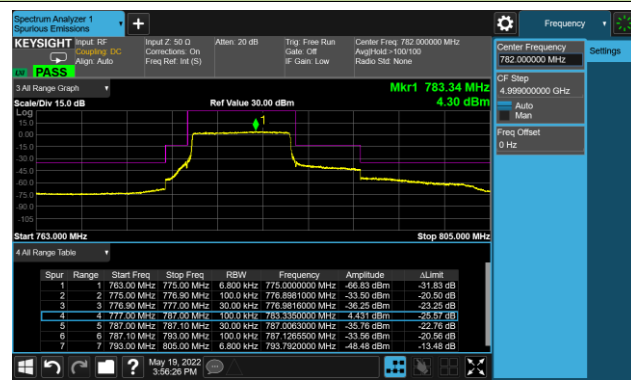 Spectrum Analyzer 1
Spurious Emissions
Frequency
KEYSIGHT Input: RF Input Z: 50 Ω Atten: 20 dB Trig: Free Run Center Freq: 782.000000 MHz
Coupling: DC Corrections: On Gate: Off Avg|Hold:>100/100
Align: Auto Freq Ref: Int (S) IF Gain: Low Radio Std: None
PASS
Center Frequency
782.000000 MHz
Settings
CF Step
4.999000000 GHz
Auto
Man
Freq Offset
0 Hz
3 All Range Graph
Mkr1 783.34 MHz
Scale/Div 15.0 dB Ref Value 30.00 dBm 4.30 dBm
Log
15.0
0.00
-15.0
-30.0
-45.0
-60.0
-75.0
-90.0
-105
1
Start 763.000 MHz Stop 805.000 MHz
4 All Range Table
Spur Range Start Freq Stop Freq RBW Frequency Amplitude ΔLimit
1 1 763.00 MHz 775.00 MHz 6.800 kHz 775.0000000 MHz -66.83 dBm -31.83 dB
2 2 775.00 MHz 776.90 MHz 100.0 kHz 776.8981000 MHz -33.50 dBm -20.50 dB
3 3 776.90 MHz 777.00 MHz 30.00 kHz 776.9816000 MHz -36.25 dBm -23.25 dB
4 4 777.00 MHz 787.00 MHz 100.0 kHz 783.3350000 MHz 4.431 dBm -25.57 dB
5 5 787.00 MHz 787.10 MHz 30.00 kHz 787.0063000 MHz -35.76 dBm -22.76 dB
6 6 787.10 MHz 793.00 MHz 100.0 kHz 787.1265500 MHz -33.56 dBm -20.56 dB
7 7 793.00 MHz 805.00 MHz 6.800 kHz 793.7920000 MHz -48.48 dBm -13.48 dB
May 19, 2022
3:56:26 PM